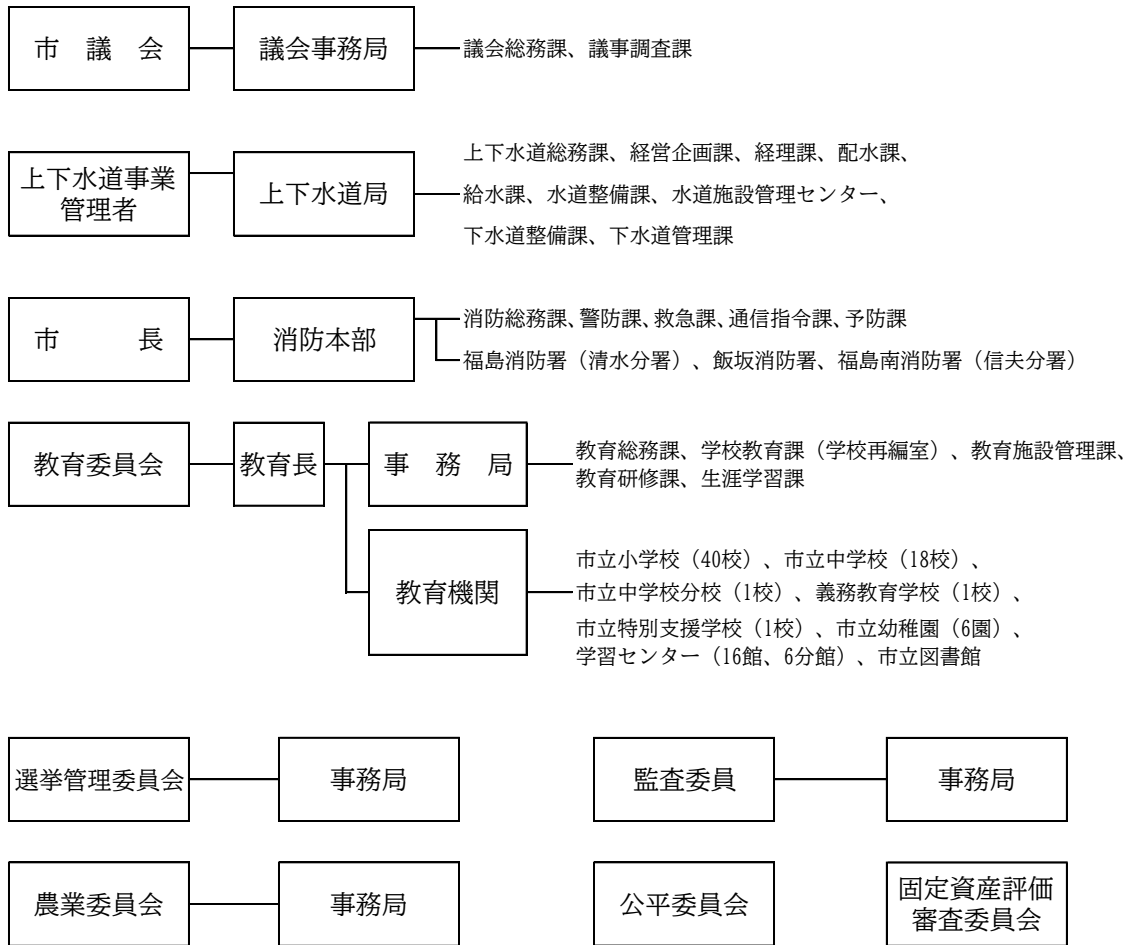 市　議　会
議会事務局
議会総務課、議事調査課
上下水道事業
管理者
上下水道局
上下水道総務課、経営企画課、経理課、配水課、
給水課、水道整備課、水道施設管理センター、
下水道整備課、下水道管理課
市　　　長
消防本部
消防総務課、警防課、救急課、通信指令課、予防課
福島消防署（清水分署）、飯坂消防署、福島南消防署（信夫分署）
教育委員会
教育長
事　務　局
教育総務課、学校教育課（学校再編室）、教育施設管理課、
教育研修課、生涯学習課
教育機関
市立小学校（40校）、市立中学校（18校）、
市立中学校分校（1校）、義務教育学校（1校）、
市立特別支援学校（1校）、市立幼稚園（6園）、
学習センター（16館、6分館）、市立図書館
選挙管理委員会
事務局
監査委員
事務局
農業委員会
事務局
公平委員会
固定資産評価
審査委員会